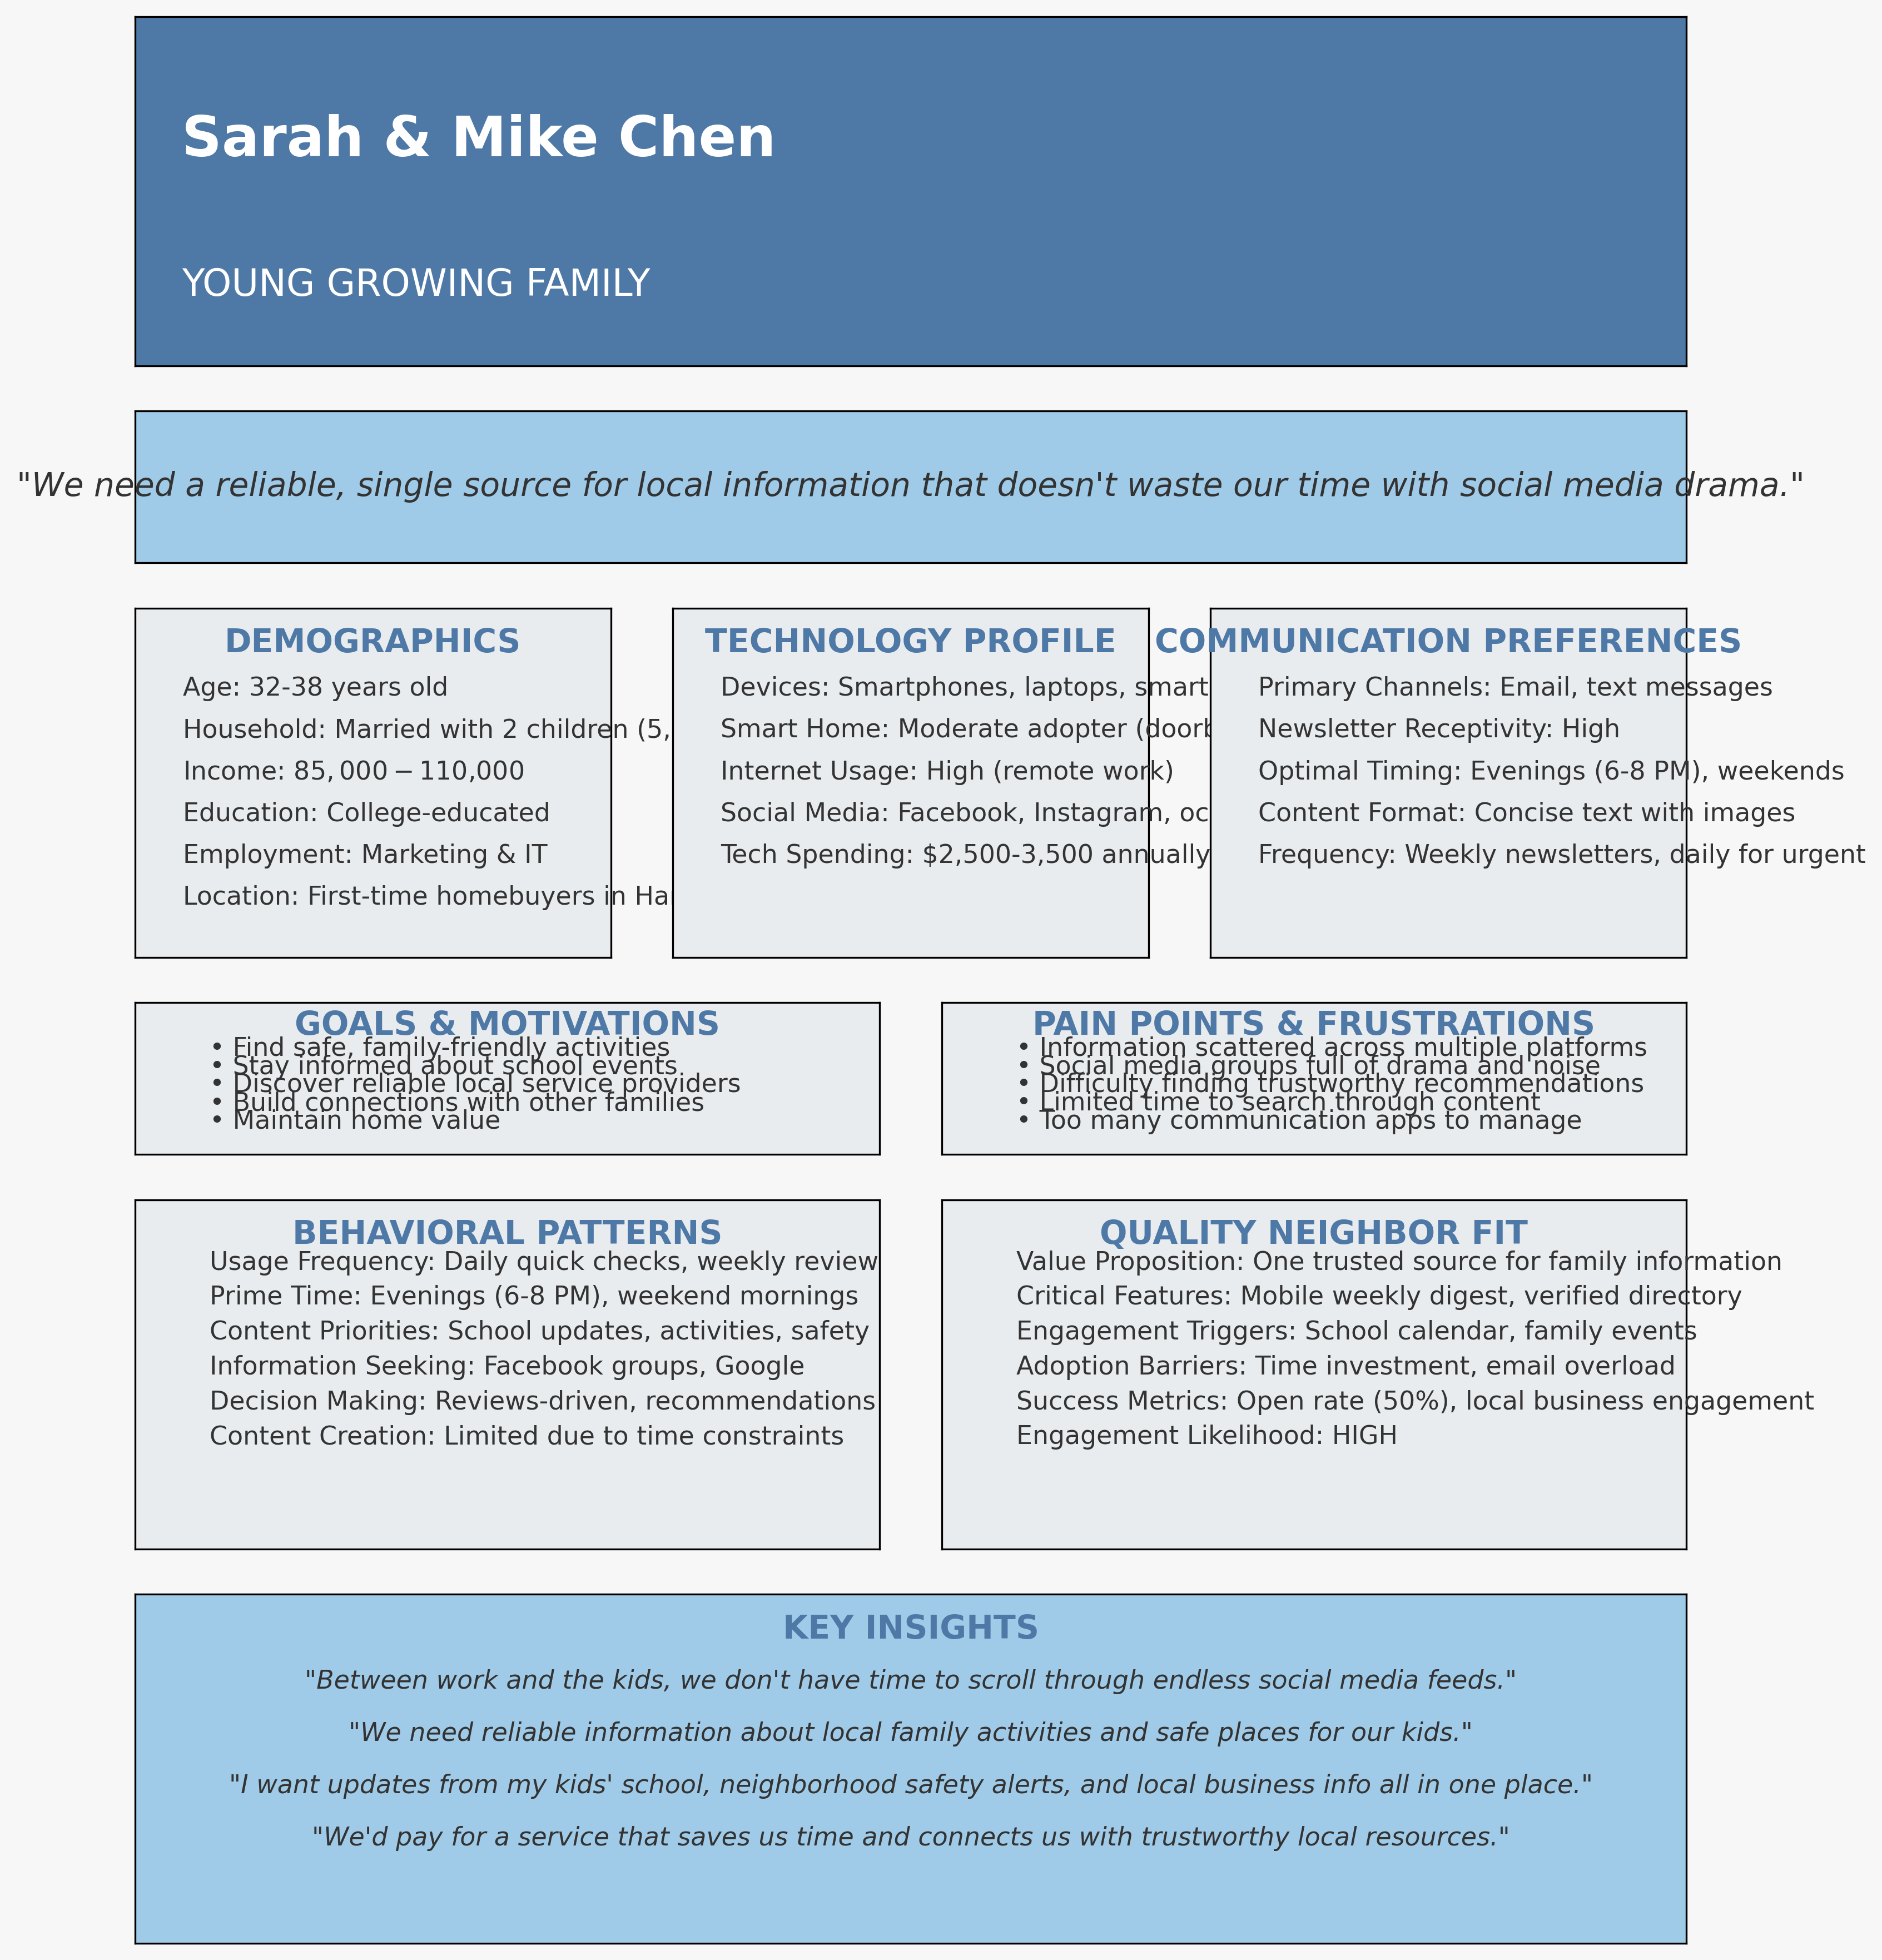 Sarah & Mike Chen
YOUNG GROWING FAMILY
"We need a reliable, single source for local information that doesn't waste our time with social media drama."
DEMOGRAPHICS
Age: 32-38 years old
Household: Married with 2 children (5,
Income: 85,000 − 110,000
Education: College-educated
Employment: Marketing & IT
Location: First-time homebuyers in
TECHNOLOGY PROFILE
Devices: Smartphones, laptops, smart
Smart Home: Moderate adopter
Internet Usage: High (remote work)
Social Media: Facebook, Instagram,
Tech Spending: $2,500-3,500 annually
COMMUNICATION PREFERENCES
Primary Channels: Email, text messages
Newsletter Receptivity: High
Optimal Timing: Evenings (6-8 PM), weekends
Content Format: Concise text with images
Frequency: Weekly newsletters, daily for urgent
GOALS & MOTIVATIONS
• Find safe, family-friendly activities
• Stay informed about school events
• Discover reliable local service providers
• Build connections with other families
• Maintain home value
PAIN POINTS & FRUSTRATIONS
• Information scattered across multiple platforms
• Social media groups full of drama and noise
• Difficulty finding trustworthy recommendations
• Limited time to search through content
• Too many communication apps to manage
BEHAVIORAL PATTERNS
Usage Frequency: Daily quick checks, weekly review
Prime Time: Evenings (6-8 PM), weekend mornings
Content Priorities: School updates, activities, safety
Information Seeking: Facebook groups, Google
Decision Making: Reviews-driven, recommendations
Content Creation: Limited due to time constraints
QUALITY NEIGHBOR FIT
Value Proposition: One trusted source for family information
Critical Features: Mobile weekly digest, verified directory
Engagement Triggers: School calendar, family events
Adoption Barriers: Time investment, email overload
Success Metrics: Open rate (50%), local business engagement
Engagement Likelihood: HIGH
KEY INSIGHTS
"Between work and the kids, we don't have time to scroll through endless social media feeds."
"We need reliable information about local family activities and safe places for our kids."
"I want updates from my kids' school, neighborhood safety alerts, and local business info all in one place."
"We'd pay for a service that saves us time and connects us with trustworthy local resources."